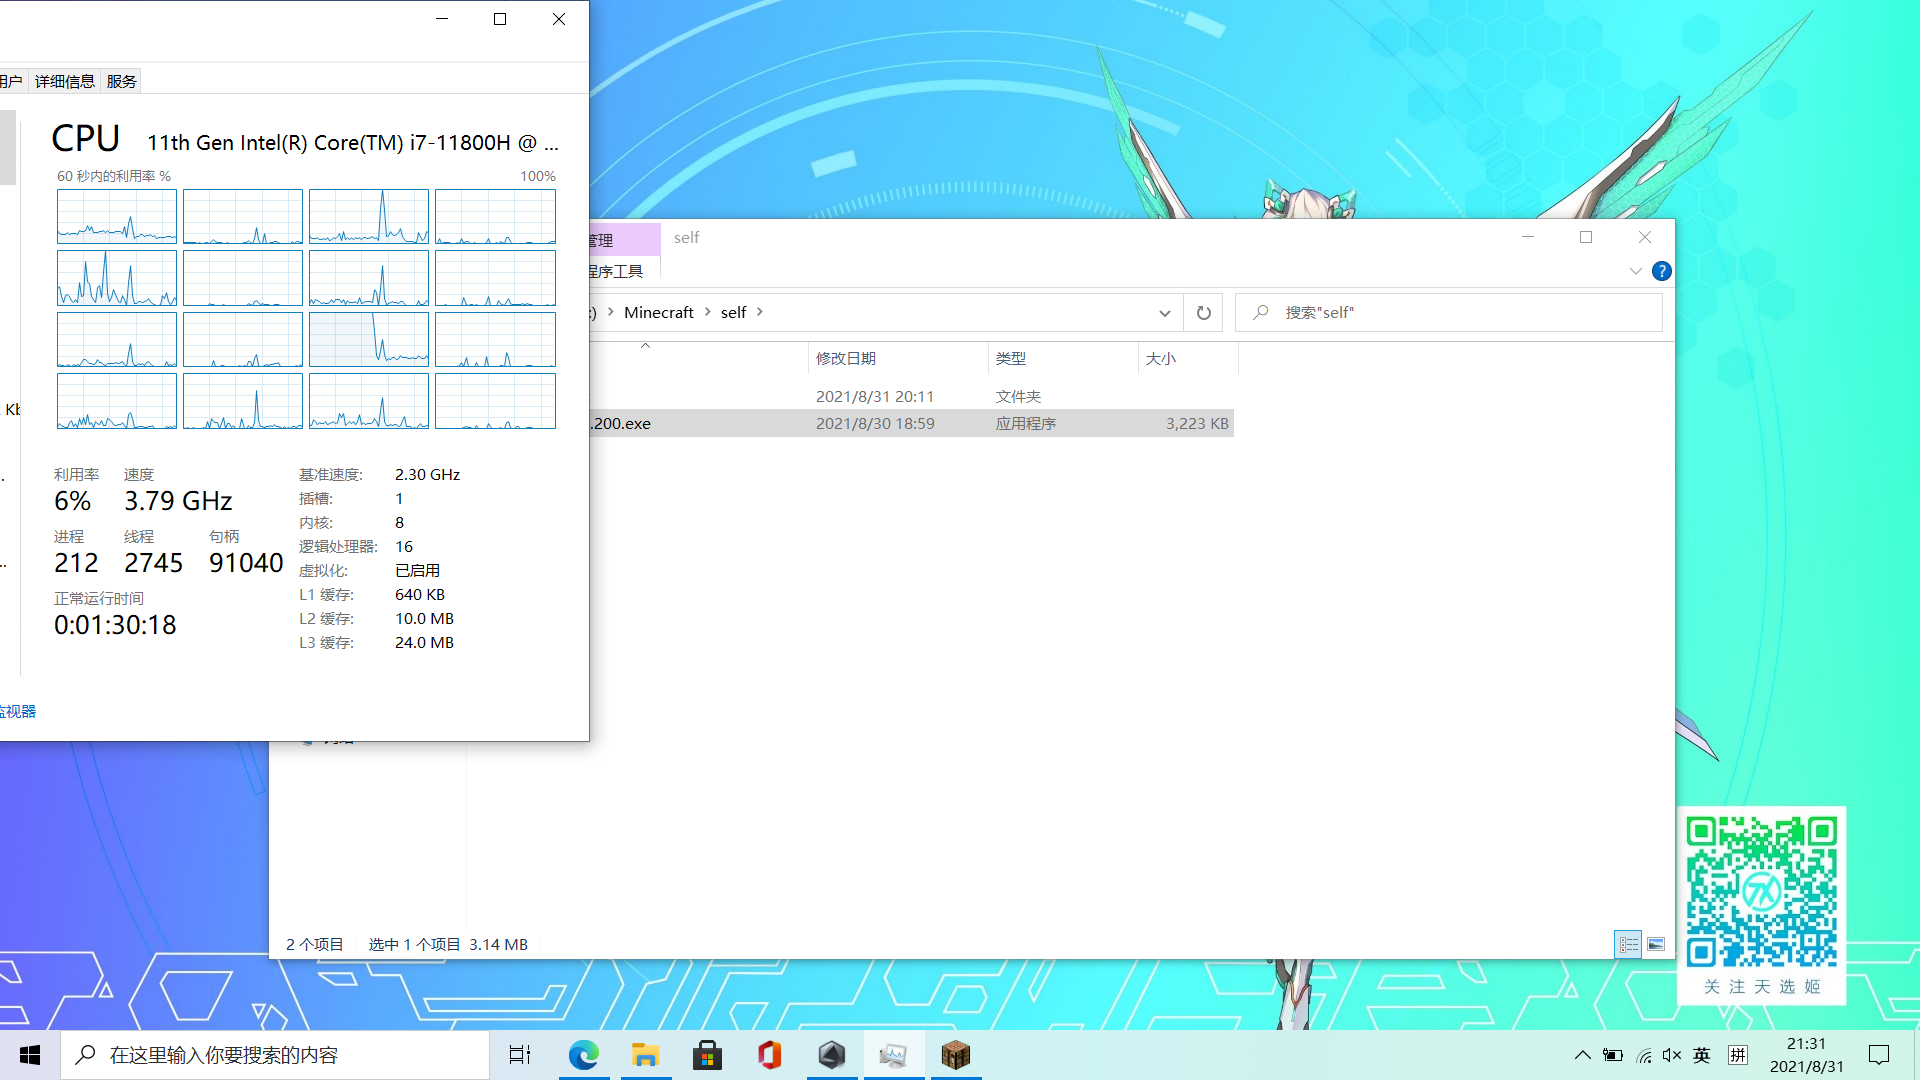 用户 详细信息 服务
CPU 11th Gen Intel(R) Core(TM) i7-11800H @ ...
60 秒内的利用率 % 100%
利用率 速度
6% 3.79 GHz
进程 线程 句柄
212 2745 91040
正常运行时间
0:01:30:18
基准速度: 2.30 GHz
插槽: 1
内核: 8
逻辑处理器: 16
虚拟化: 已启用
L1 缓存: 640 KB
L2 缓存: 10.0 MB
L3 缓存: 24.0 MB
Kb
监视器
管理 self
程序工具
?
:) › Minecraft › self ›
搜索"self"
修改日期 类型 大小
2021/8/31 20:11 文件夹
.200.exe 2021/8/30 18:59 应用程序 3,223 KB
网络
2 个项目 选中 1 个项目 3.14 MB
TX
关注天选姬
在这里输入你要搜索的内容
英 拼
21:31
2021/8/31